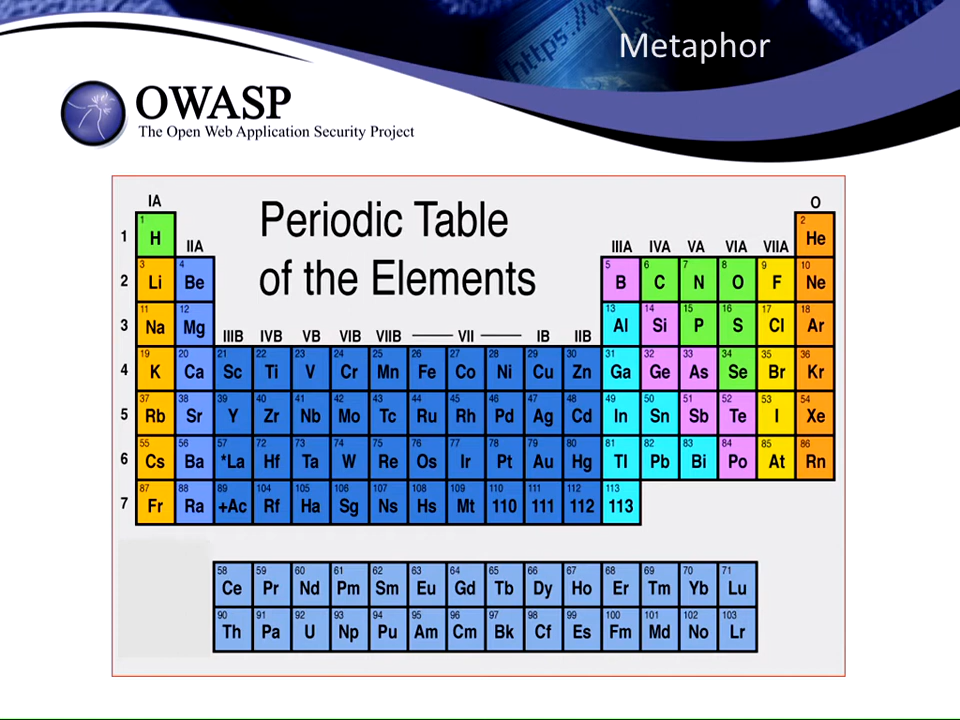 https://w
Metaphor
OWASP
The Open Web Application Security Project
IA O
Periodic Table
of the Elements
IIA IIIA IVA VA VIA VIIA
1 1 H 2 He
2 3 Li 4 Be 5 B 6 C 7 N 8 O 9 F 10 Ne
3 11 Na 12 Mg 13 Al 14 Si 15 P 16 S 17 Cl 18 Ar
IIIB IVB VB VIB VIIB VII IB IIB
4 19 K 20 Ca 21 Sc 22 Ti 23 V 24 Cr 25 Mn 26 Fe 27 Co 28 Ni 29 Cu 30 Zn 31 Ga 32 Ge 33 As 34 Se 35 Br 36 Kr
5 37 Rb 38 Sr 39 Y 40 Zr 41 Nb 42 Mo 43 Tc 44 Ru 45 Rh 46 Pd 47 Ag 48 Cd 49 In 50 Sn 51 Sb 52 Te 53 I 54 Xe
6 55 Cs 56 Ba 57 *La 72 Hf 73 Ta 74 W 75 Re 76 Os 77 Ir 78 Pt 79 Au 80 Hg 81 Tl 82 Pb 83 Bi 84 Po 85 At 86 Rn
7 87 Fr 88 Ra 89 +Ac 104 Rf 105 Ha 106 Sg 107 Ns 108 Hs 109 Mt 110 110 111 111 112 112 113 113
58 Ce 59 Pr 60 Nd 61 Pm 62 Sm 63 Eu 64 Gd 65 Tb 66 Dy 67 Ho 68 Er 69 Tm 70 Yb 71 Lu
90 Th 91 Pa 92 U 93 Np 94 Pu 95 Am 96 Cm 97 Bk 98 Cf 99 Es 100 Fm 101 Md 102 No 103 Lr